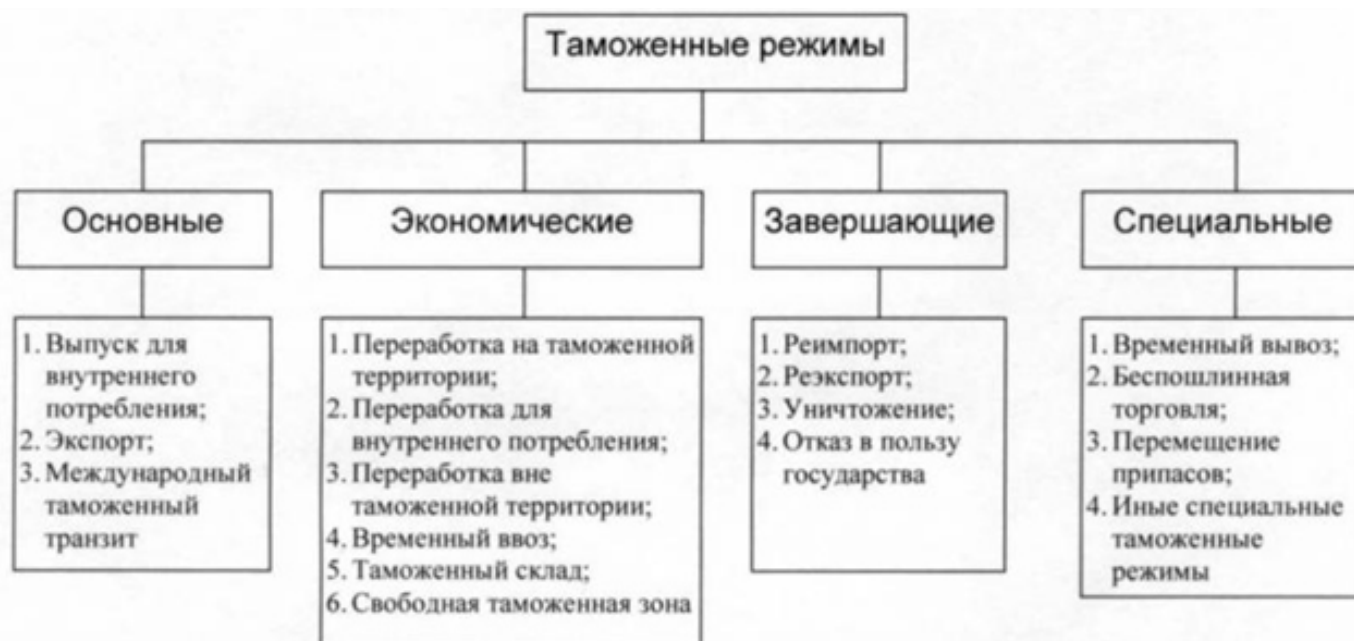 Таможенные режимы
Основные
Экономические
Завершающие
Специальные
1. Выпуск для
внутреннего
потребления;
2. Экспорт;
3. Международный
таможенный
транзит
1. Переработка на таможенной
территории;
2. Переработка для
внутреннего потребления;
3. Переработка вне
таможенной территории;
4. Временный ввоз;
5. Таможенный склад;
6. Свободная таможенная зона
1. Реимпорт;
2. Реэкспорт;
3. Уничтожение;
4. Отказ в пользу
государства
1. Временный вывоз;
2. Беспошлинная
торговля;
3. Перемещение
припасов;
4. Иные специальные
таможенные
режимы